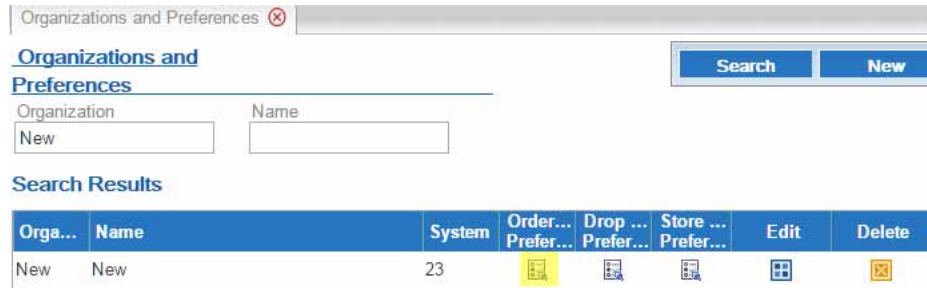 Organizations and Preferences
Organizations and
Preferences
Search New
Organization Name
New
Search Results
Orga... Name System Order... Prefer... Drop ... Prefer... Store ... Prefer... Edit Delete
New New 23